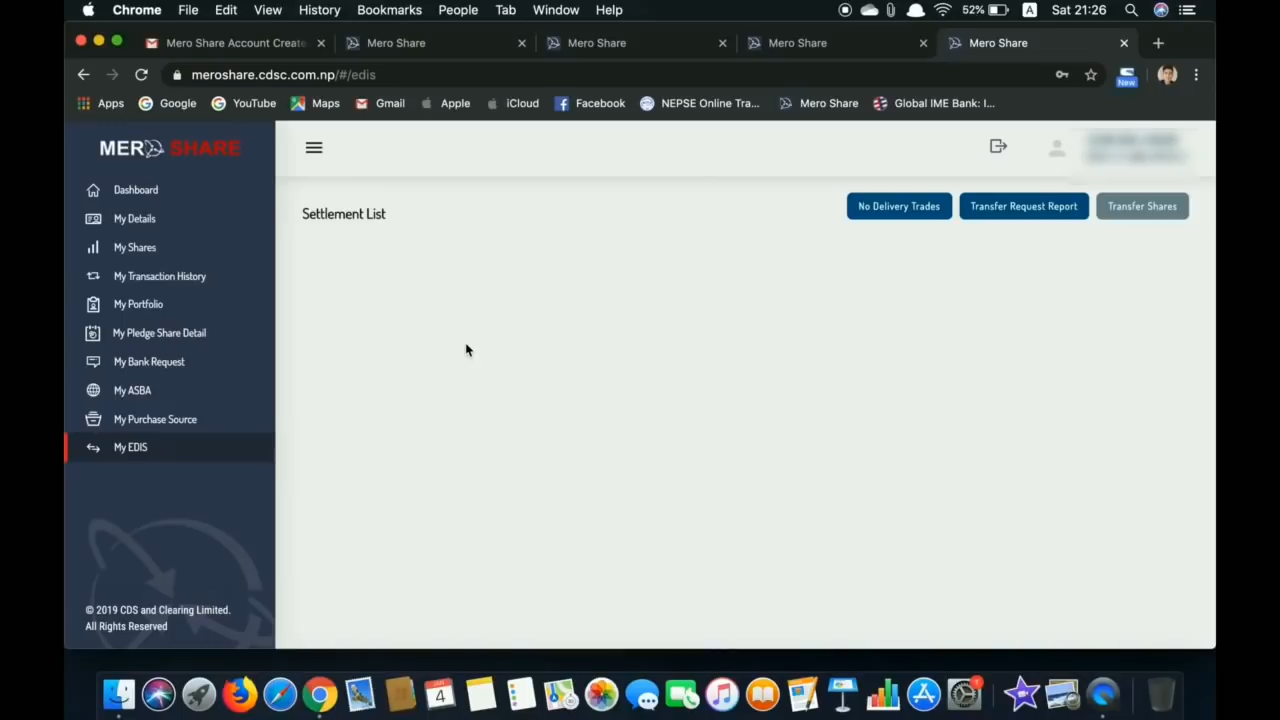 Chrome File Edit View History Bookmarks People Tab Window Help 52% A Sat 21:26
Mero Share Account Create Mero Share Mero Share Mero Share Mero Share
meroshare.cdsc.com.np/#/edis New
Apps Google YouTube Maps Gmail Apple iCloud Facebook NEPSE Online Tra... Mero Share Global IME Bank: I...
MERO SHARE
Dashboard
My Details
My Shares
My Transaction History
My Portfolio
My Pledge Share Detail
My Bank Request
My ASBA
My Purchase Source
My EDIS
© 2019 CDS and Clearing Limited.
All Rights Reserved
Settlement List
No Delivery Trades Transfer Request Report Transfer Shares
4